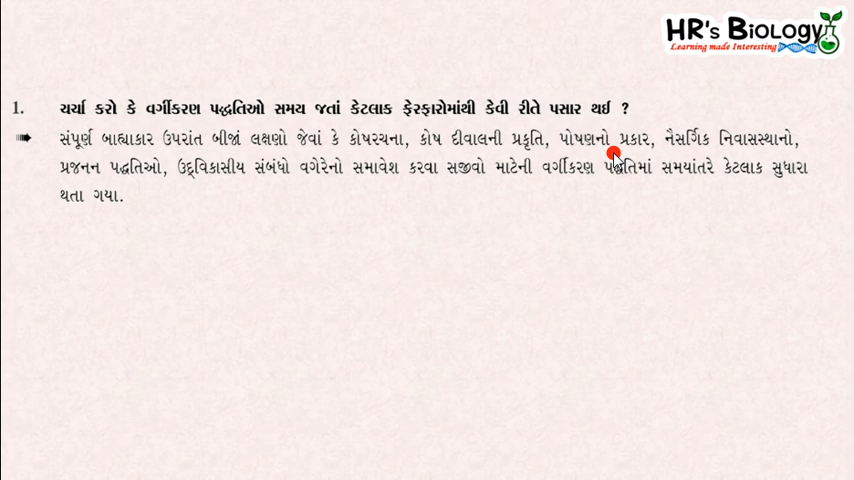 HR's Biology
Learning made Interesting
1. ચર્ચા કરો કે વર્ગીકરણ પદ્ધતિઓ સમય જતાં કેટલાક ફેરફારોમાંથી કેવી રીતે પસાર થઈ ?
➠ સંપૂર્ણ બાહ્યાકાર ઉપરાંત બીજાં લક્ષણો જેવાં કે કોષરચના, કોષ દીવાલની પ્રકૃતિ, પોષણનો પ્રકાર, નૈસર્ગિક નિવાસસ્થાનો,
પ્રજનન પદ્ધતિઓ, ઉદ્‌વિકાસીય સંબંધો વગેરેનો સમાવેશ કરવા સજીવો માટેની વર્ગીકરણ પદ્ધતિમાં સમયાંતરે કેટલાક સુધારા
થતા ગયા.